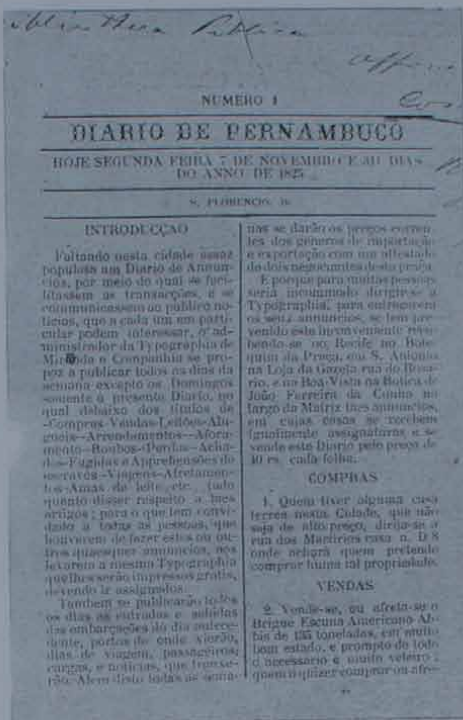 Bibliotheca Publica
NUMERO 1
DIARIO DE PERNAMBUCO
HOJE SEGUNDA FEIRA 7 DE NOVEMBRO E 311 DIAS
DO ANNO DE 1825
S. FLORENCIO, B.
INTRODUCÇÃO
Faltando nesta cidade assaz
populosa um Diario de Annun-
cios, por meio do qual se faci-
litassem as transacções, e se
communicassem ao publico no-
ticias, que a cada um em parti-
cular podem interessar, o ad-
ministrador da Typographia de
Miranda e Companhia se pro-
poz a publicar todos os dias da
semana excepto os Domingos
somente o presente Diario, no
qual debaixo dos titulos de
—Compras—Vendas—Leilões—Alu-
gueis—Arrendamentos—Afora-
mento—Roubos—Perdas—Acha-
dos—Fugidas e Apprehensões de
escravos—Viagens—Afretamen-
tos—Amas de leite, etc., tudo
quanto disser respeito a taes
artigos; para o que tem convi-
dado a todas as pessoas, que
houverem de fazer estes ou ou-
tros quaesquer annuncios, aos
levarem a mesma Typographia
que lhes serão impressos gratis,
devendo ir assignados.
Tambem se publicarão todos
os dias as entradas e sahidas
das embarcações do dia antece-
dente, portos de onde vierão,
dias de viagem, passageiros,
cargas, e noticias, que trouxe-
rão. Alem disto todas as sema-
nas se darão os preços corren-
tes dos generos de importação
e exportação com um attestado
de dois negociantes desta praça.
E porque para muitas pessoas
seria incommodo dirigir-se a
Typographia, para entregarem
os seus annuncios, se tem pre-
venido este inconveniente rece-
bendo-se no Recife no Bote-
quim da Praça, em S. Antonio
na Loja da Gazeta rua do Rosa-
rio, e na Boa-Vista na Botica de
João Ferreira da Cunha no
largo da Matriz taes annuncios,
em cujas casas se recebem
igualmente assignaturas e se
vende este Diario pelo preço de
40 rs. cada folha.
COMPRAS
1. Quem tiver alguma casa
terrea nesta Cidade, que não
seja de alto preço, dirija-se a
rua dos Martirios casa n. D 8
onde achará quem pretende
comprar huma tal propriedade.
VENDAS
2. Vende-se, ou afreta-se o
Brigue Escuna Americano Al-
bis de 155 toneladas, em muito
bom estado, e prompto de todo
o accessorio e muito veleiro;
quem o quizer comprar ou afre-